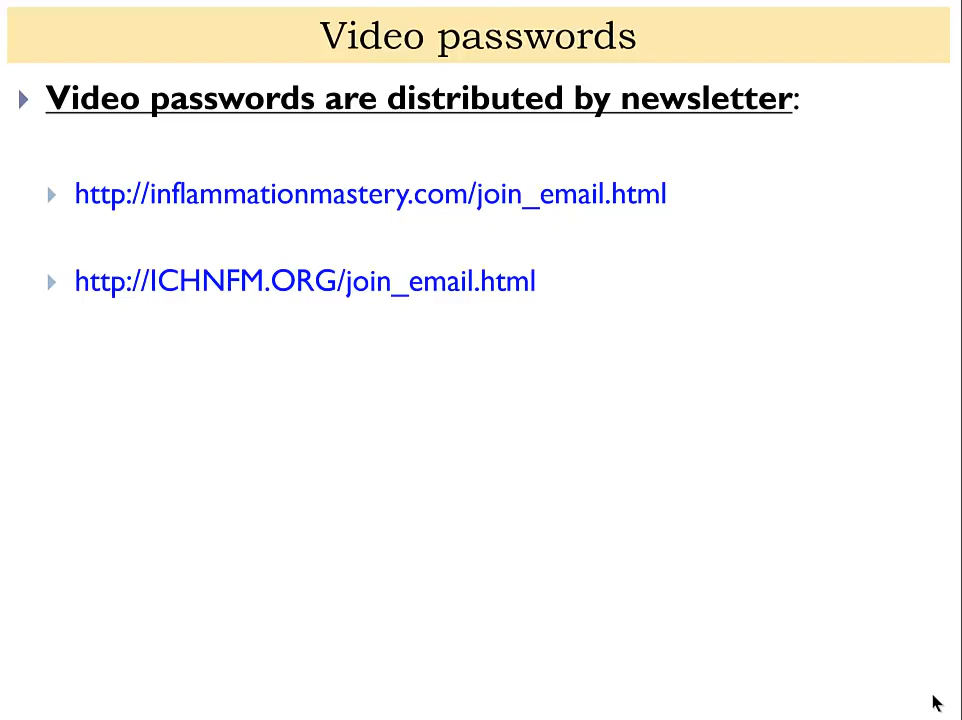 Video passwords
Video passwords are distributed by newsletter:
http://inflammationmastery.com/join_email.html
http://ICHNFM.ORG/join_email.html